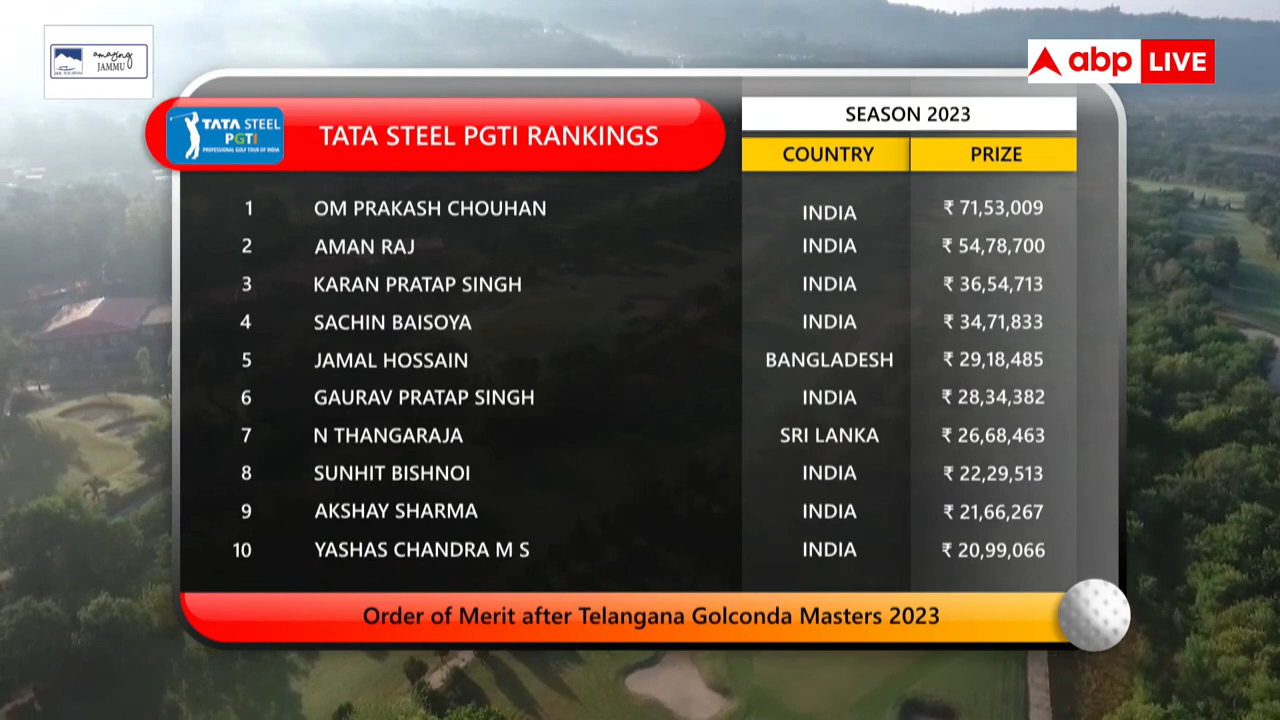 amazing
JAMMU
abp LIVE
TATA STEEL
PGTI
PROFESSIONAL GOLF TOUR OF INDIA
TATA STEEL PGTI RANKINGS
SEASON 2023
COUNTRY PRIZE
1 OM PRAKASH CHOUHAN INDIA ₹ 71,53,009
2 AMAN RAJ INDIA ₹ 54,78,700
3 KARAN PRATAP SINGH INDIA ₹ 36,54,713
4 SACHIN BAISOYA INDIA ₹ 34,71,833
5 JAMAL HOSSAIN BANGLADESH ₹ 29,18,485
6 GAURAV PRATAP SINGH INDIA ₹ 28,34,382
7 N THANGARAJA SRI LANKA ₹ 26,68,463
8 SUNHIT BISHNOI INDIA ₹ 22,29,513
9 AKSHAY SHARMA INDIA ₹ 21,66,267
10 YASHAS CHANDRA M S INDIA ₹ 20,99,066
Order of Merit after Telangana Golconda Masters 2023